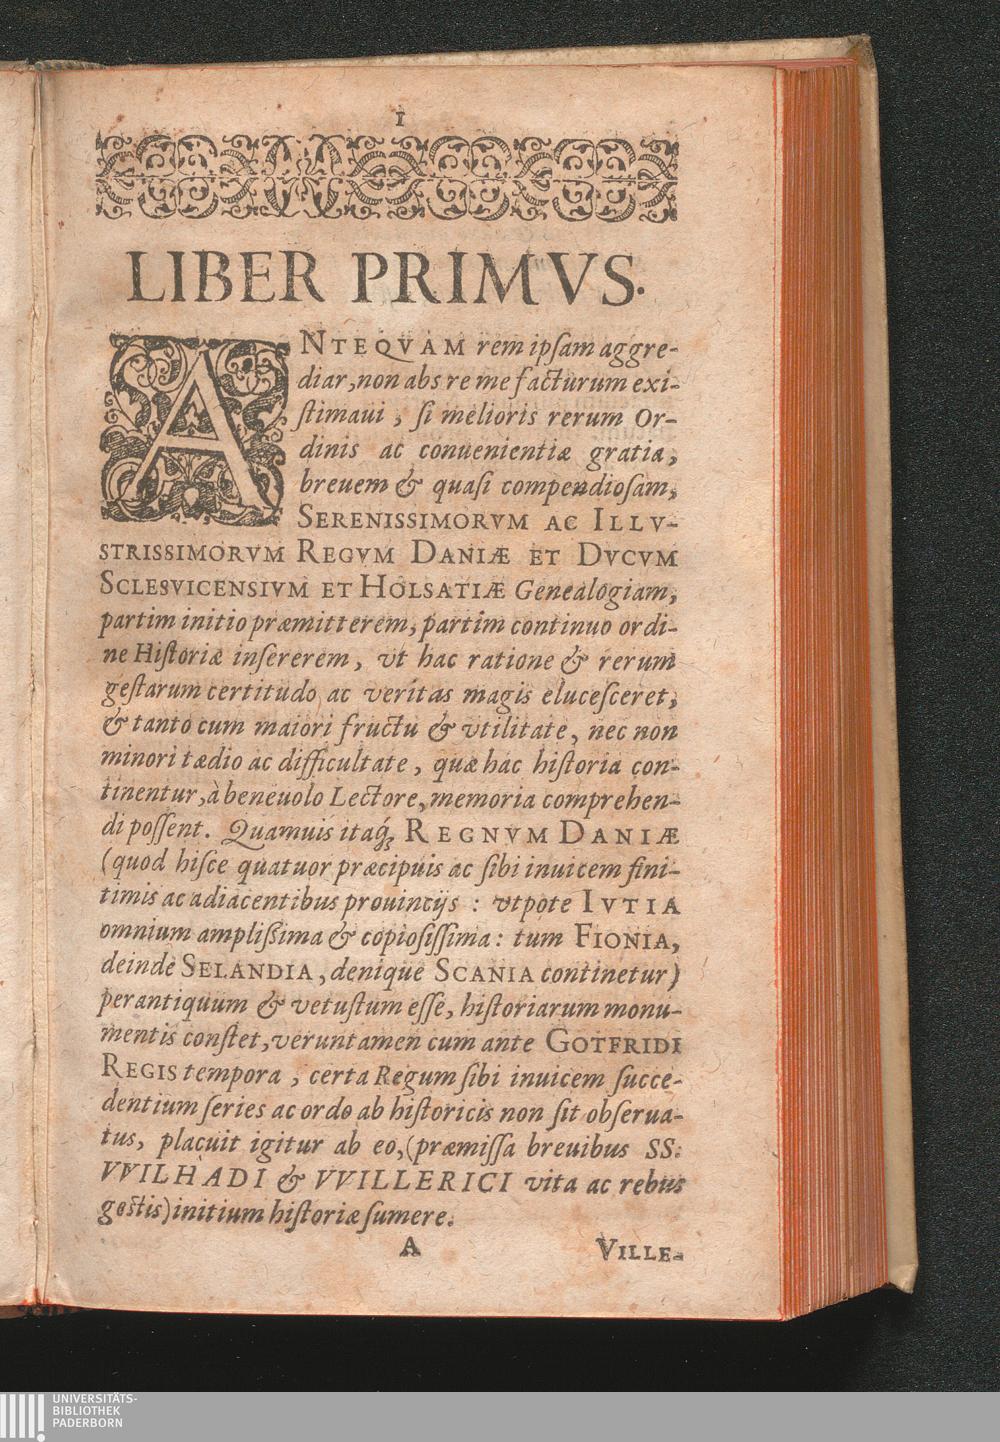 1
LIBER PRIMVS.
ANTEQVAM rem ipſam aggre-
diar, non abs re me facturum exi-
ſtimaui, ſi melioris rerum Or-
dinis ac conuenientiæ gratia,
breuem & quaſi compendioſam,
SERENISSIMORVM AC ILLV-
STRISSIMORVM REGVM DANIÆ ET DVCVM
SCLESVICENSIVM ET HOLSATIÆ Genealogiam,
partim initio præmitterem, partim continuo ordi-
ne Hiſtoriæ inſererem, vt hac ratione & rerum
geſtarum certitudo ac veritas magis eluceſceret,
& tanto cum maiori fructu & vtilitate, nec non
minori tædio ac difficultate, quæ hac hiſtoria con-
tinentur, à beneuolo Lectore, memoria comprehen-
di poſſent. Quamuis itaq́; REGNVM DANIÆ
(quod hiſce quatuor præcipuis ac ſibi inuicem fini-
timis ac adiacentibus prouincijs : vtpote IVTIA
omnium ampliſsima & copioſiſſima : tum FIONIA,
deinde SELANDIA, denique SCANIA continetur)
perantiquum & vetuſtum eſſe, hiſtoriarum monu-
mentis conſtet, veruntamen cum ante GOTFRIDI
REGIS tempora, certa Regum ſibi inuicem ſucce-
dentium ſeries ac ordo ab hiſtoricis non ſit obſerua-
tus, placuit igitur ab eo, (præmiſſa breuibus SS.
VVILHADI & VVILLERICI vita ac rebus
geſtis) initium hiſtoriæ ſumere.
A VILLE-
UNIVERSITÄTS-
BIBLIOTHEK
PADERBORN